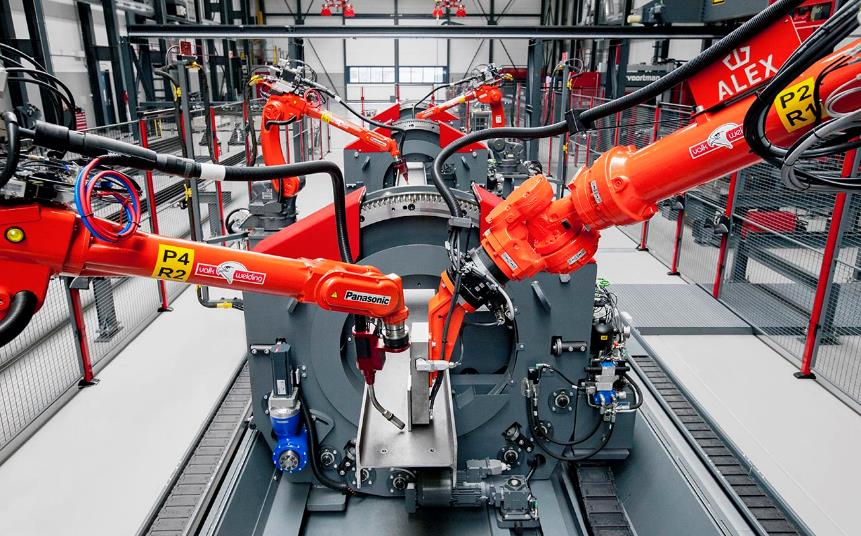 voortman
ALEX
P2
R1
valk
welding
P4
R2
valk
welding
Panasonic